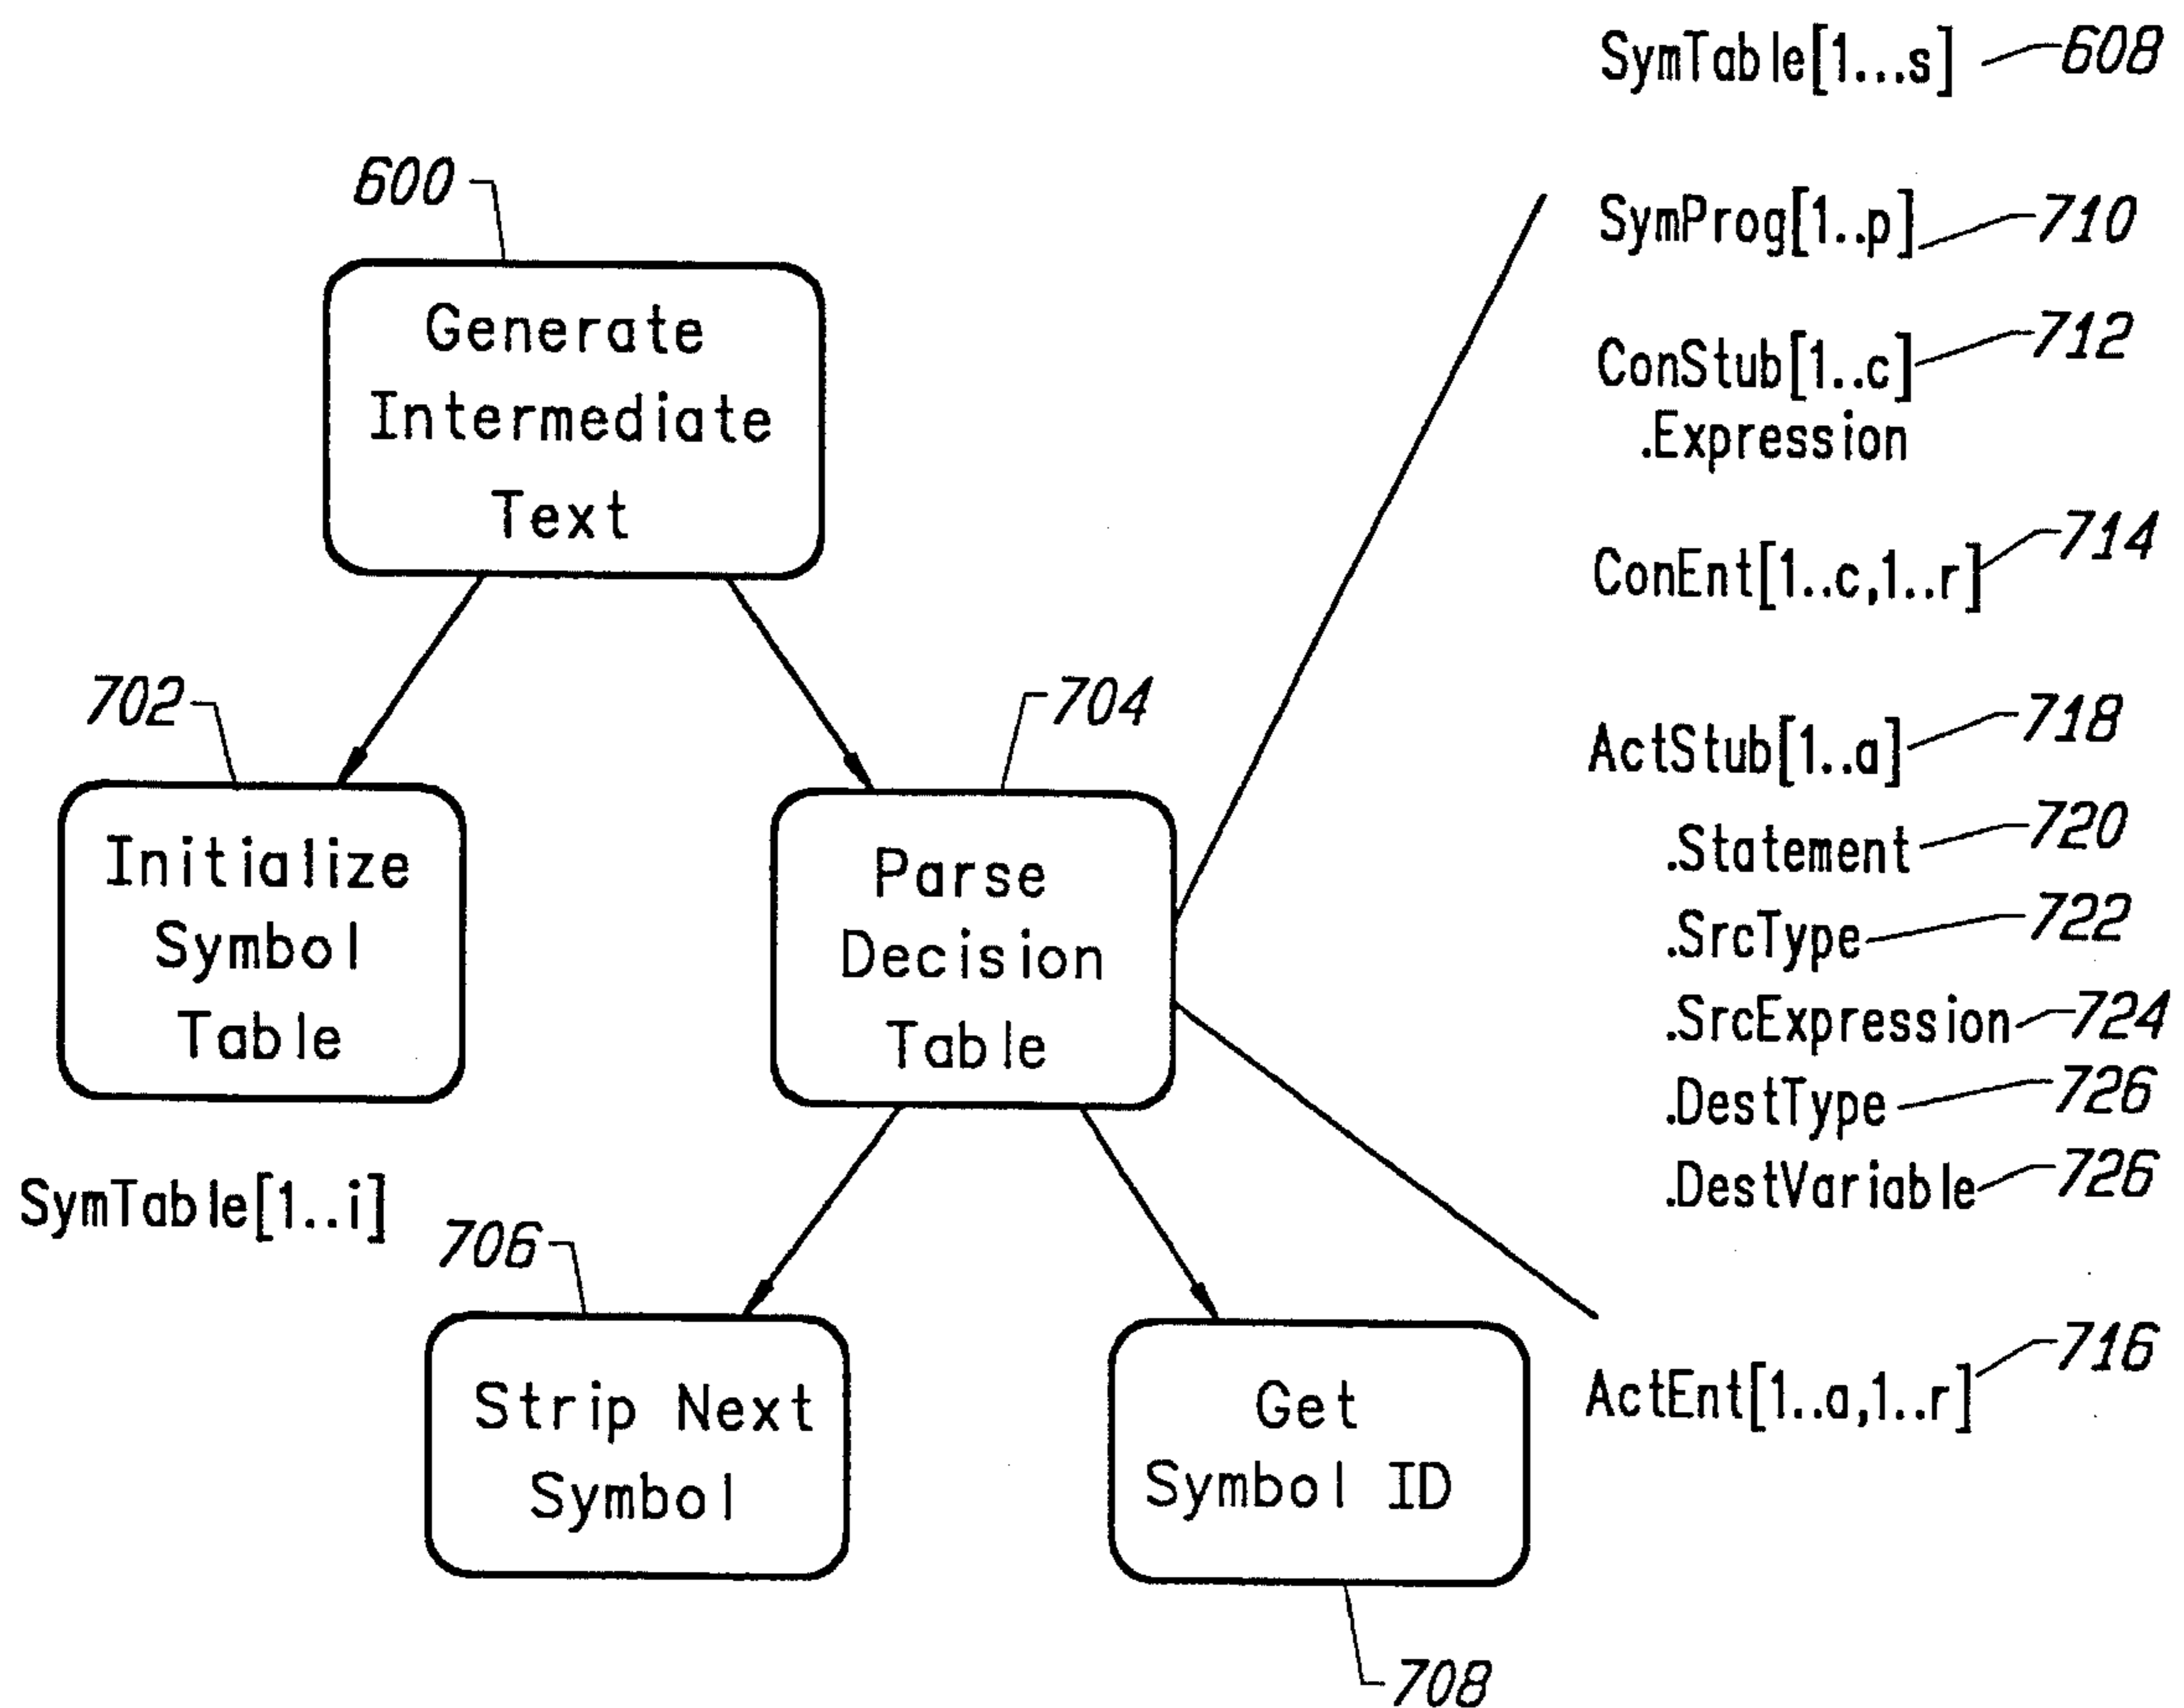 600
Generate
Intermediate
Text
702
Initialize
Symbol
Table
SymTable[1..i]
704
Parse
Decision
Table
706
Strip Next
Symbol
Get
Symbol ID
708
SymTable[1...s] 608
SymProg[1..p] 710
ConStub[1..c] 712
.Expression
ConEnt[1..c,1..r] 714
ActStub[1..a] 718
.Statement 720
.SrcType 722
.SrcExpression 724
.DestType 726
.DestVariable 726
ActEnt[1..a,1..r] 716